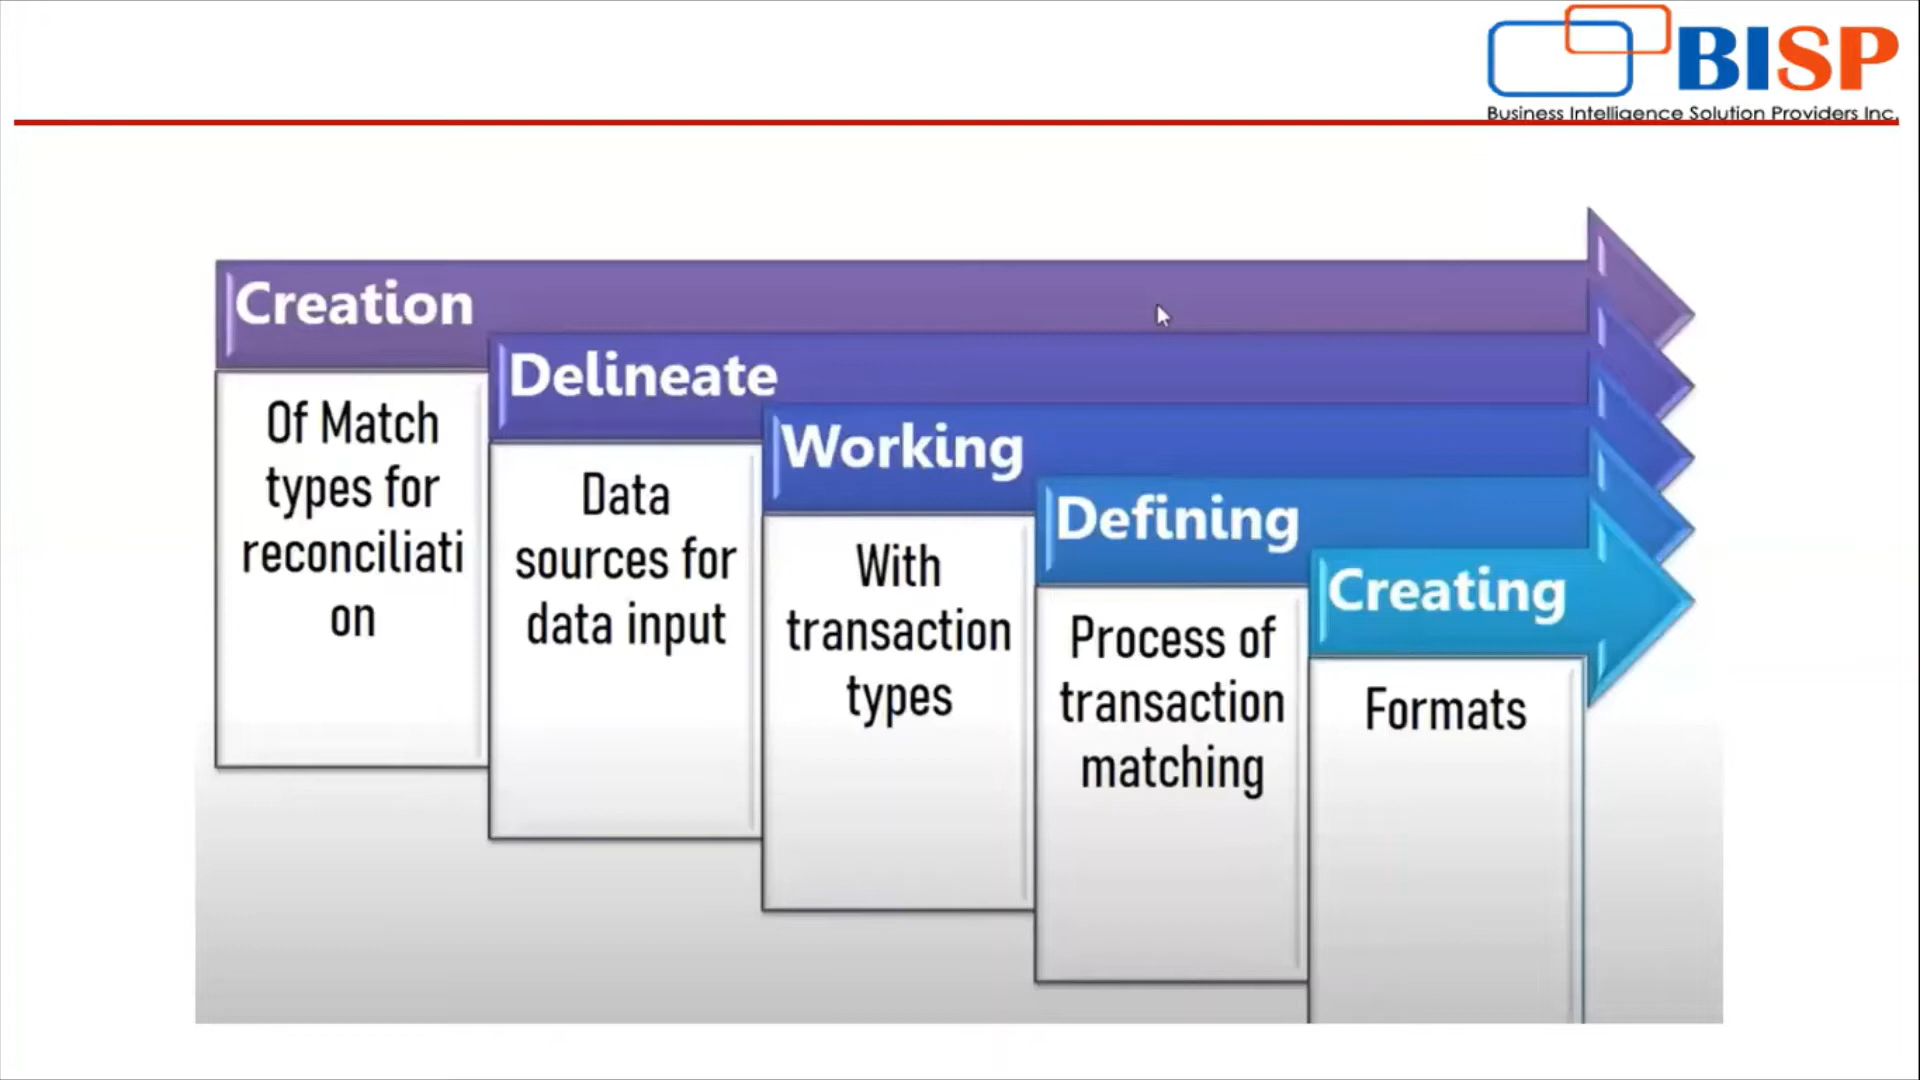 BISP
Business Intelligence Solution Providers Inc.
Creation
Of Match
types for
reconciliati
on
Delineate
Data
sources for
data input
Working
With
transaction
types
Defining
Process of
transaction
matching
Creating
Formats